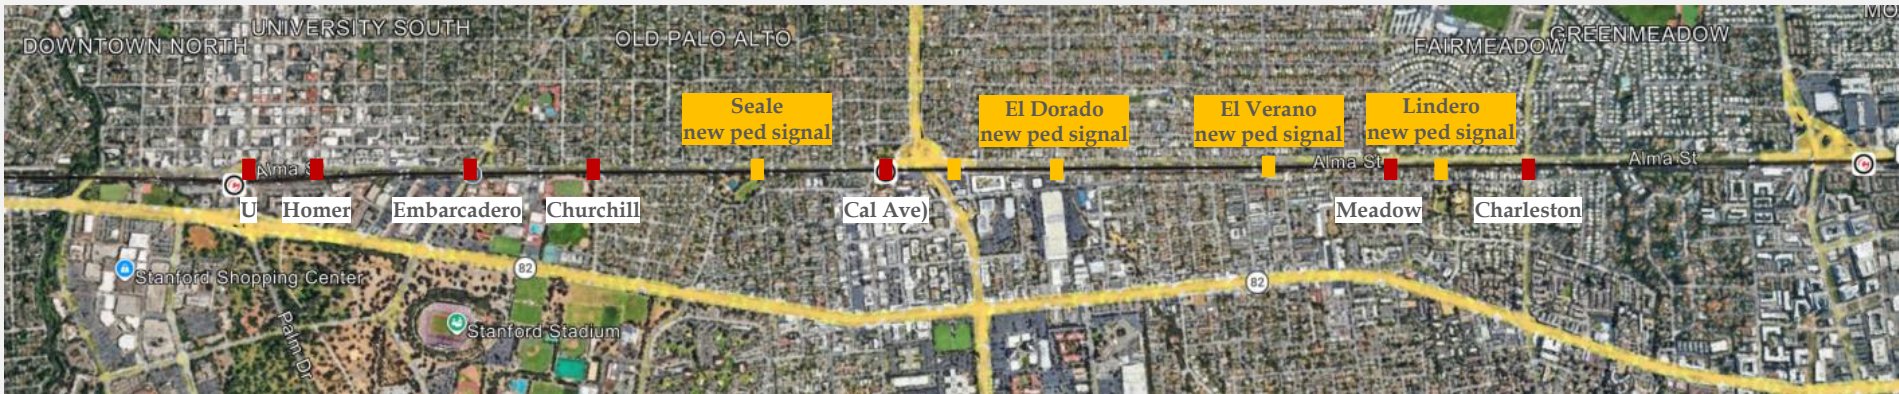 DOWNTOWN NORTH
UNIVERSITY SOUTH
OLD PALO ALTO
FAIRMEADOW
GREENMEADOW
MO
Seale
new ped signal
El Dorado
new ped signal
El Verano
new ped signal
Lindero
new ped signal
Alma S
Alma St
Alma St
U
Homer
Embarcadero
Churchill
Cal Ave)
Meadow
Charleston
Stanford Shopping Center
82
82
Palm Dr
Stanford Stadium